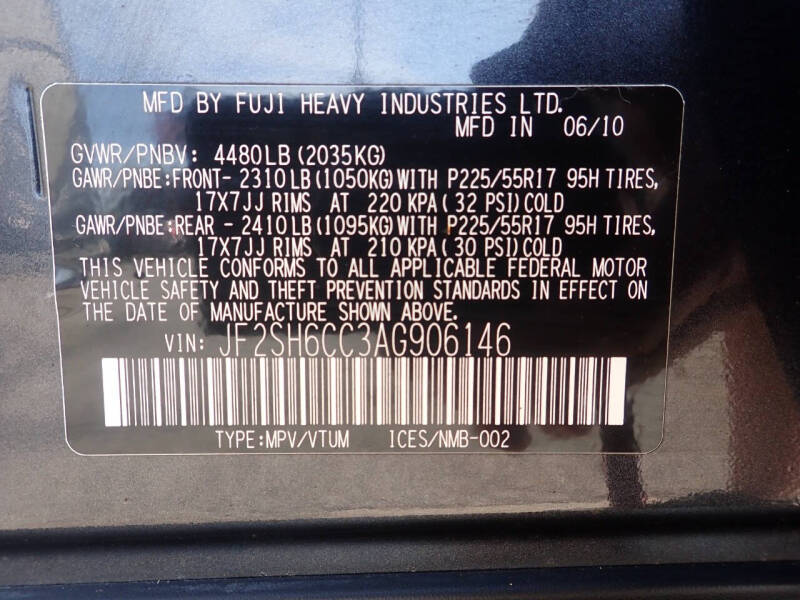 MFD BY FUJI HEAVY INDUSTRIES LTD.
MFD IN 06/10
GVWR/PNBV: 4480LB (2035KG)
GAWR/PNBE:FRONT- 2310LB (1050KG) WITH P225/55R17 95H TIRES,
17X7JJ RIMS AT 220 KPA (32 PSI) COLD
GAWR/PNBE:REAR - 2410LB (1095KG) WITH P225/55R17 95H TIRES,
17X7JJ RIMS AT 210 KPA (30 PSI) COLD
THIS VEHICLE CONFORMS TO ALL APPLICABLE FEDERAL MOTOR
VEHICLE SAFETY AND THEFT PREVENTION STANDARDS IN EFFECT ON
THE DATE OF MANUFACTURE SHOWN ABOVE.
VIN: JF2SH6CC3AG906146
TYPE:MPV/VTUM ICES/NMB-002